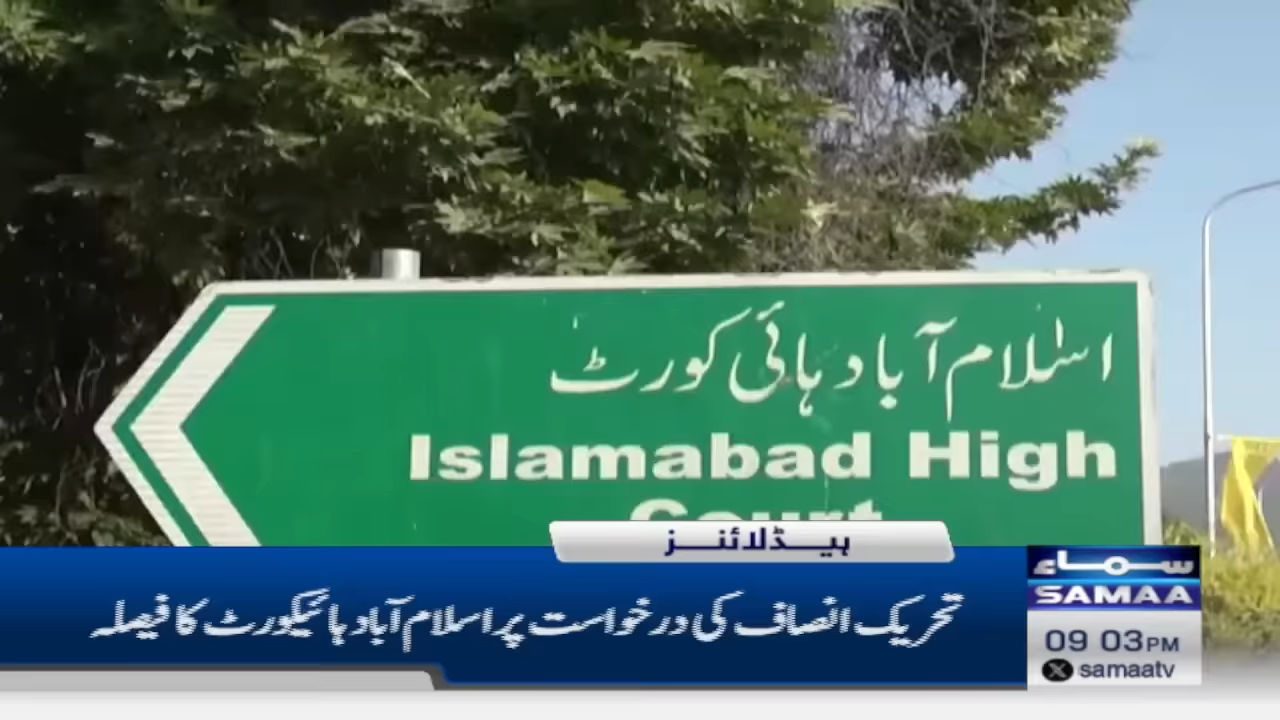 اسلام آباد ہائی کورٹ
Islamabad High
Court
ہیڈلائنز
تحریک انصاف کی درخواست پر اسلام آباد ہائیکورٹ کا فیصلہ
سماء
SAMAA
09 03PM
X samaatv